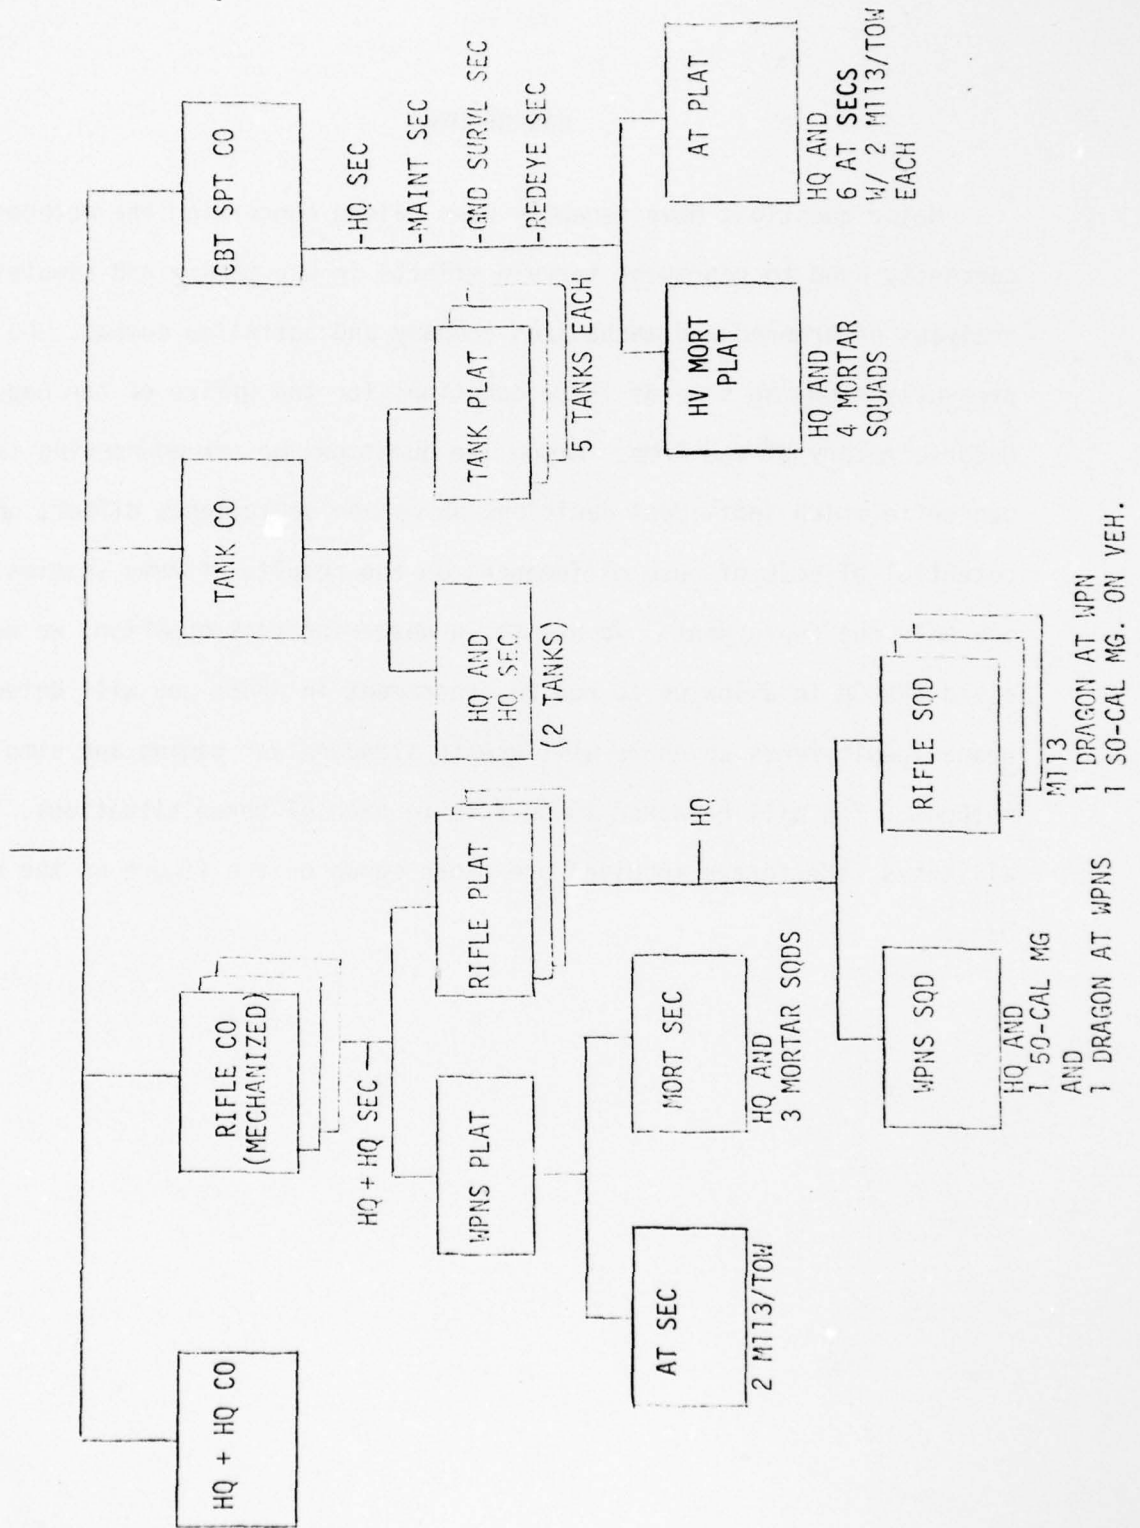 HQ + HQ CO
RIFLE CO
(MECHANIZED)
TANK CO
CBT SPT CO
HQ + HQ SEC
WPNS PLAT
RIFLE PLAT
AT SEC
2 M113/TOW
MORT SEC
HQ AND
3 MORTAR SQDS
HQ
WPNS SQD
HQ AND
1 50-CAL MG
AND
1 DRAGON AT WPNS
RIFLE SQD
M113
1 DRAGON AT WPN
1 50-CAL MG. ON VEH.
HQ AND
HQ SEC
(2 TANKS)
TANK PLAT
5 TANKS EACH
-HQ SEC
-MAINT SEC
-GND SURVL SEC
-REDEYE SEC
HV MORT
PLAT
HQ AND
4 MORTAR
SQUADS
AT PLAT
HQ AND
6 AT SECS
W/ 2 M113/TOW
EACH